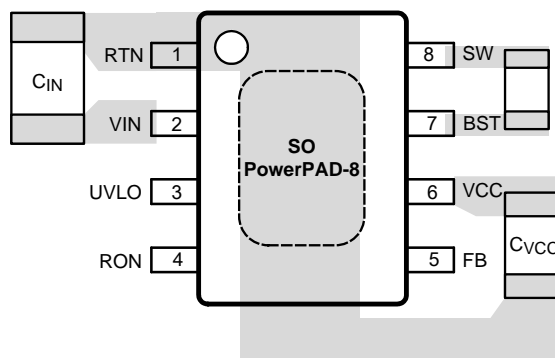 RTN 1 8 SW
CIN
VIN 2 7 BST
SO
PowerPAD-8
UVLO 3 6 VCC
RON 4 5 FB
CVCC